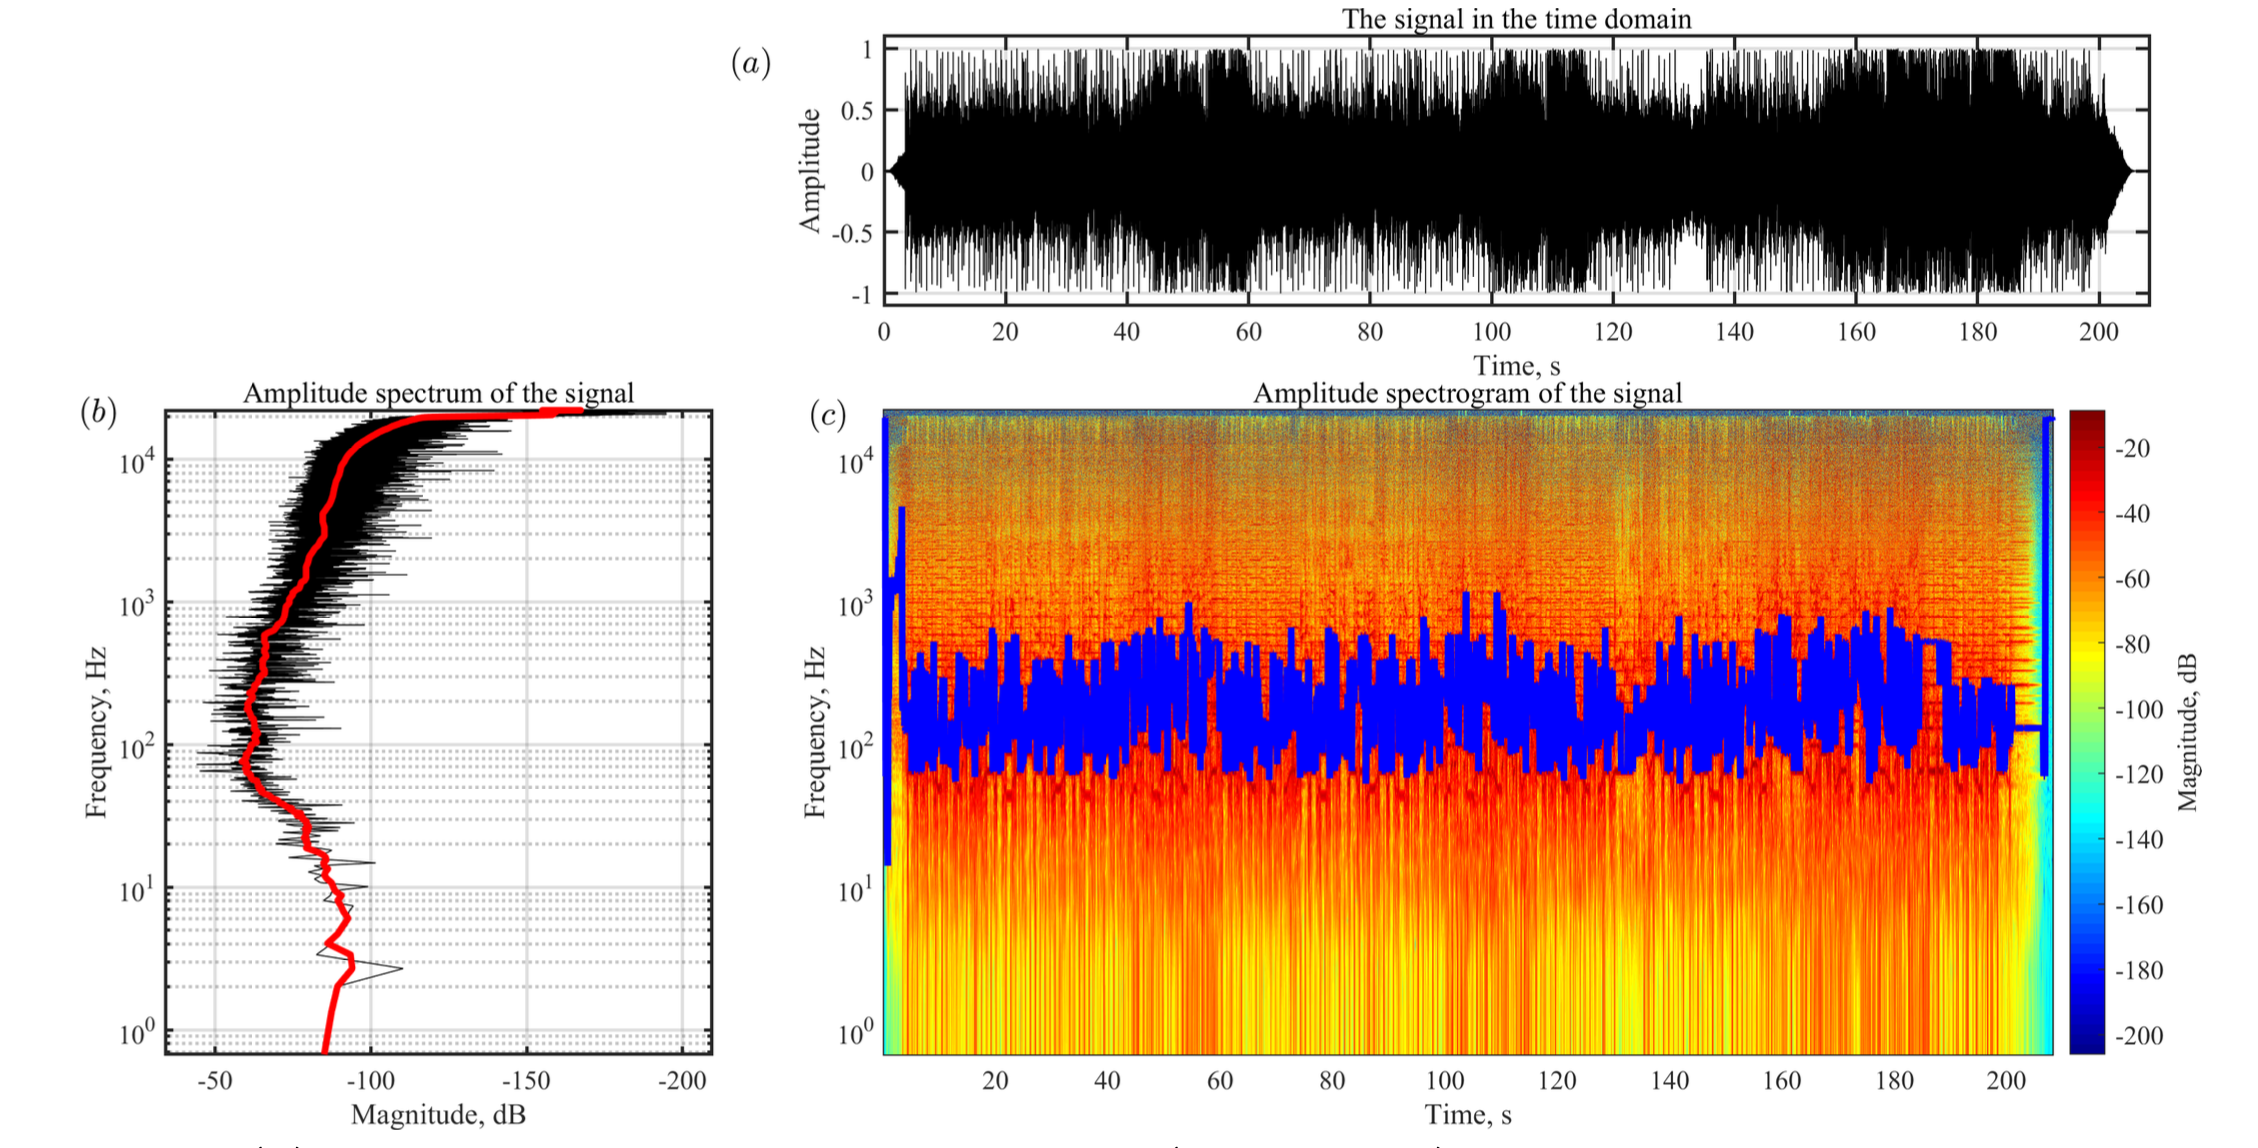 The signal in the time domain
(a)
Amplitude
1
0.5
0
-0.5
-1
0 20 40 60 80 100 120 140 160 180 200
Time, s
Amplitude spectrum of the signal
(b)
Frequency, Hz
10^4
10^3
10^2
10^1
10^0
-50 -100 -150 -200
Magnitude, dB
Amplitude spectrogram of the signal
(c)
Frequency, Hz
10^4
10^3
10^2
10^1
10^0
20 40 60 80 100 120 140 160 180 200
Time, s
-20
-40
-60
-80
-100
-120
-140
-160
-180
-200
Magnitude, dB